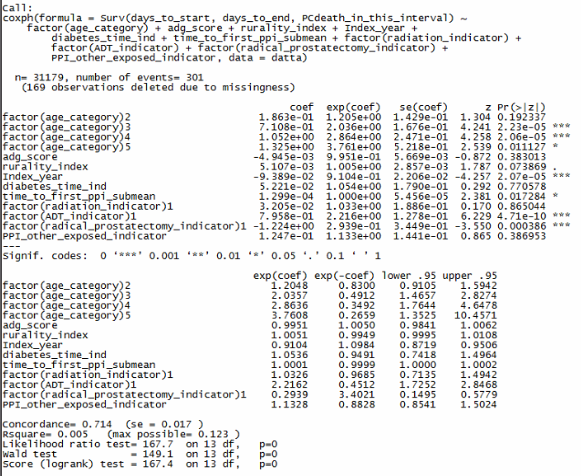 Call:
coxph(formula = Surv(days_to_start, days_to_end, PCdeath_in_this_interval) ~
factor(age_category) + adg_score + rurality_index + Index_year +
diabetes_time_ind + time_to_first_ppi_submean + factor(radiation_indicator) +
factor(ADT_indicator) + factor(radical_prostatectomy_indicator) +
PPI_other_exposed_indicator, data = datta)
n= 31179, number of events= 301
(169 observations deleted due to missingness)
coef exp(coef) se(coef) z Pr(>|z|)
factor(age_category)2 1.863e-01 1.205e+00 1.429e-01 1.304 0.192337
factor(age_category)3 7.108e-01 2.036e+00 1.676e-01 4.241 2.23e-05 ***
factor(age_category)4 1.052e+00 2.864e+00 2.471e-01 4.258 2.06e-05 ***
factor(age_category)5 1.325e+00 3.761e+00 5.218e-01 2.539 0.011127 *
adg_score -4.945e-03 9.951e-01 5.669e-03 -0.872 0.383013
rurality_index 5.107e-03 1.005e+00 2.857e-03 1.787 0.073869 .
Index_year -9.389e-02 9.104e-01 2.206e-02 -4.257 2.07e-05 ***
diabetes_time_ind 5.221e-02 1.054e+00 1.790e-01 0.292 0.770578
time_to_first_ppi_submean 1.299e-04 1.000e+00 5.456e-05 2.381 0.017284 *
factor(radiation_indicator)1 3.205e-02 1.033e+00 1.886e-01 0.170 0.865044
factor(ADT_indicator)1 7.958e-01 2.216e+00 1.278e-01 6.229 4.71e-10 ***
factor(radical_prostatectomy_indicator)1 -1.224e+00 2.939e-01 3.449e-01 -3.550 0.000386 ***
PPI_other_exposed_indicator 1.247e-01 1.133e+00 1.441e-01 0.865 0.386953
---
Signif. codes: 0 '***' 0.001 '**' 0.01 '*' 0.05 '.' 0.1 ' ' 1
exp(coef) exp(-coef) lower .95 upper .95
factor(age_category)2 1.2048 0.8300 0.9105 1.5942
factor(age_category)3 2.0357 0.4912 1.4657 2.8274
factor(age_category)4 2.8636 0.3492 1.7644 4.6478
factor(age_category)5 3.7608 0.2659 1.3525 10.4571
adg_score 0.9951 1.0050 0.9841 1.0062
rurality_index 1.0051 0.9949 0.9995 1.0108
Index_year 0.9104 1.0984 0.8719 0.9506
diabetes_time_ind 1.0536 0.9491 0.7418 1.4964
time_to_first_ppi_submean 1.0001 0.9999 1.0000 1.0002
factor(radiation_indicator)1 1.0326 0.9685 0.7135 1.4942
factor(ADT_indicator)1 2.2162 0.4512 1.7252 2.8468
factor(radical_prostatectomy_indicator)1 0.2939 3.4021 0.1495 0.5779
PPI_other_exposed_indicator 1.1328 0.8828 0.8541 1.5024
Concordance= 0.714 (se = 0.017 )
Rsquare= 0.005 (max possible= 0.123 )
Likelihood ratio test= 167.7 on 13 df, p=0
Wald test = 149.1 on 13 df, p=0
Score (logrank) test = 167.4 on 13 df, p=0